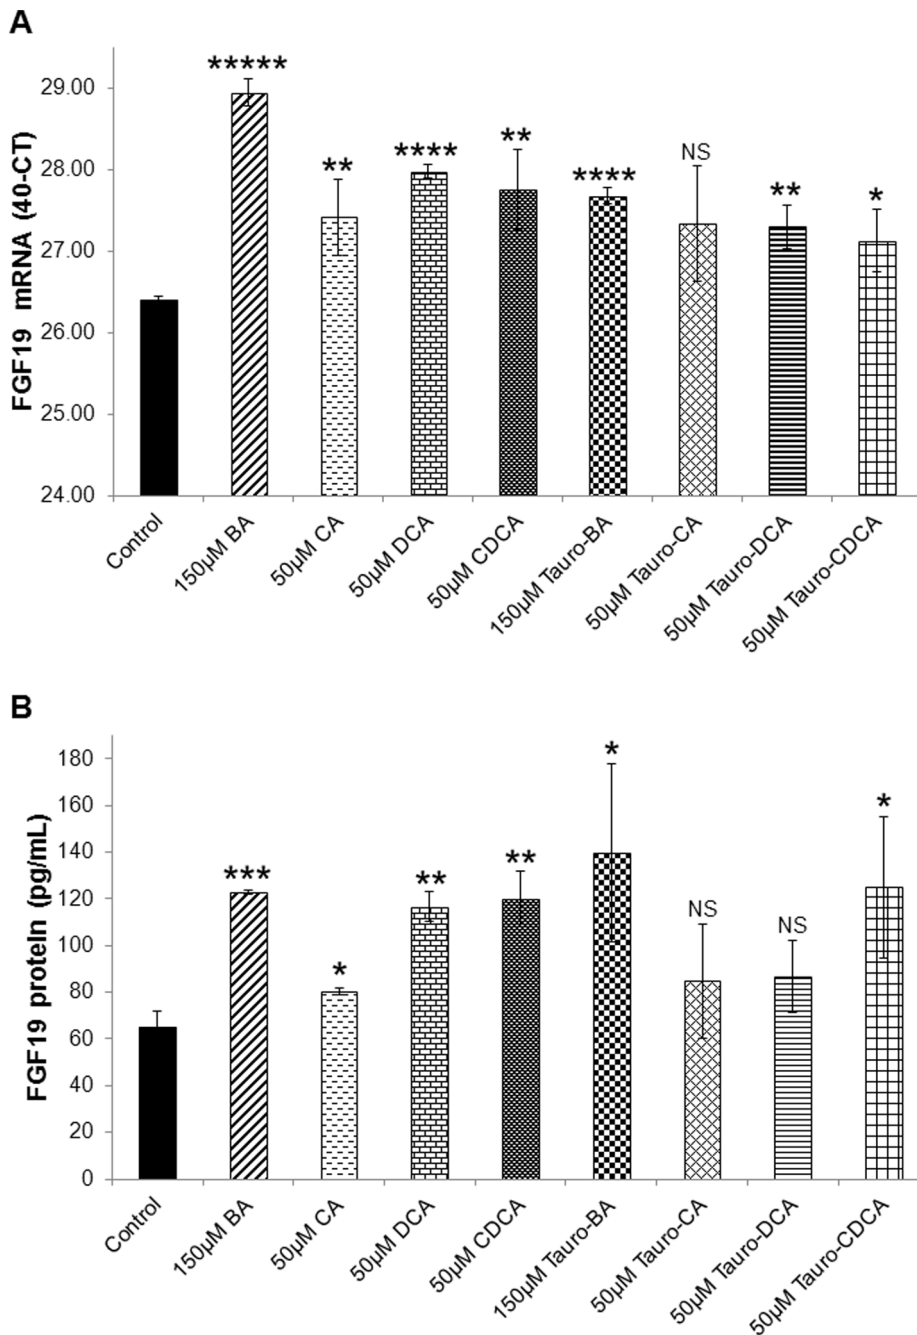 A
FGF19 mRNA (40-CT)
29.00
28.00
27.00
26.00
25.00
24.00
*****
**
****
**
****
NS
**
*
Control
150µM BA
50µM CA
50µM DCA
50µM CDCA
150µM Tauro-BA
50µM Tauro-CA
50µM Tauro-DCA
50µM Tauro-CDCA
B
FGF19 protein (pg/mL)
180
160
140
120
100
80
60
40
20
0
***
*
**
**
*
NS
NS
*
Control
150µM BA
50µM CA
50µM DCA
50µM CDCA
150µM Tauro-BA
50µM Tauro-CA
50µM Tauro-DCA
50µM Tauro-CDCA